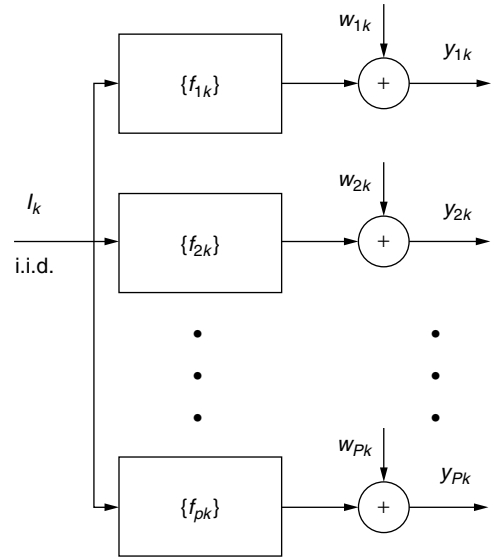 w1k
y1k
{f1k}
+
Ik
i.i.d.
w2k
y2k
{f2k}
+
wPk
yPk
{fpk}
+